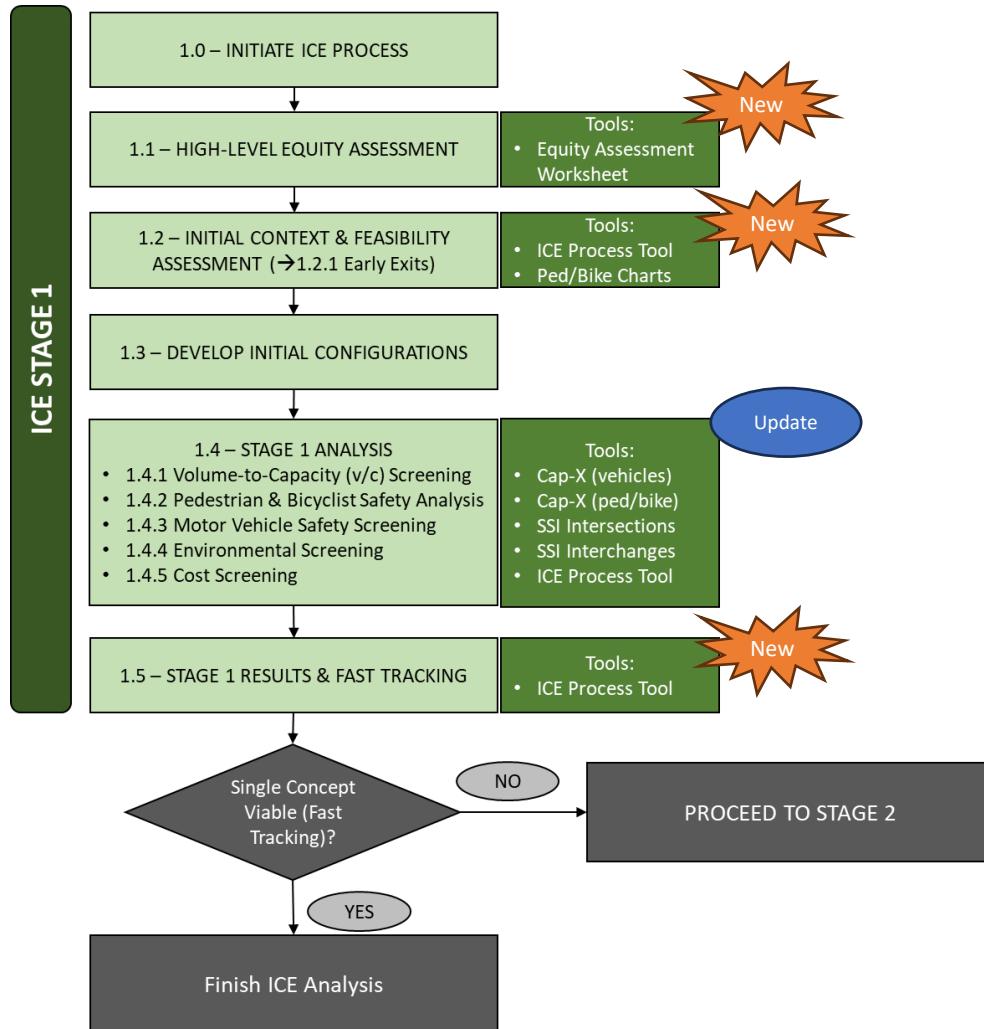 ICE STAGE 1
1.0 – INITIATE ICE PROCESS
1.1 – HIGH-LEVEL EQUITY ASSESSMENT
Tools:
• Equity Assessment
Worksheet
New
1.2 – INITIAL CONTEXT & FEASIBILITY
ASSESSMENT (→1.2.1 Early Exits)
Tools:
• ICE Process Tool
• Ped/Bike Charts
New
1.3 – DEVELOP INITIAL CONFIGURATIONS
1.4 – STAGE 1 ANALYSIS
• 1.4.1 Volume-to-Capacity (v/c) Screening
• 1.4.2 Pedestrian & Bicyclist Safety Analysis
• 1.4.3 Motor Vehicle Safety Screening
• 1.4.4 Environmental Screening
• 1.4.5 Cost Screening
Tools:
• Cap-X (vehicles)
• Cap-X (ped/bike)
• SSI Intersections
• SSI Interchanges
• ICE Process Tool
Update
1.5 – STAGE 1 RESULTS & FAST TRACKING
Tools:
• ICE Process Tool
New
Single Concept
Viable (Fast
Tracking)?
NO
PROCEED TO STAGE 2
YES
Finish ICE Analysis